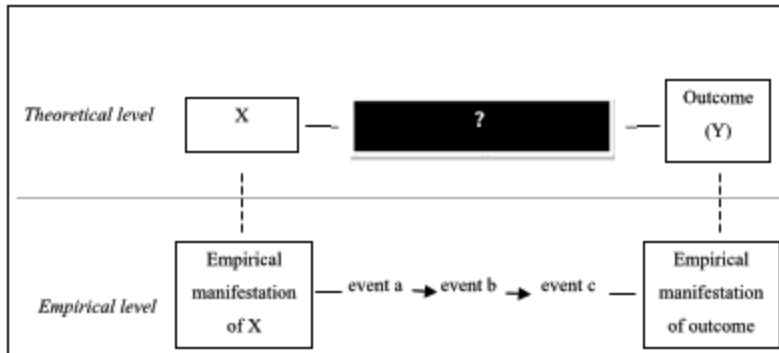 Theoretical level
X
?
Outcome
(Y)
Empirical level
Empirical
manifestation
of X
event a
event b
event c
Empirical
manifestation
of outcome